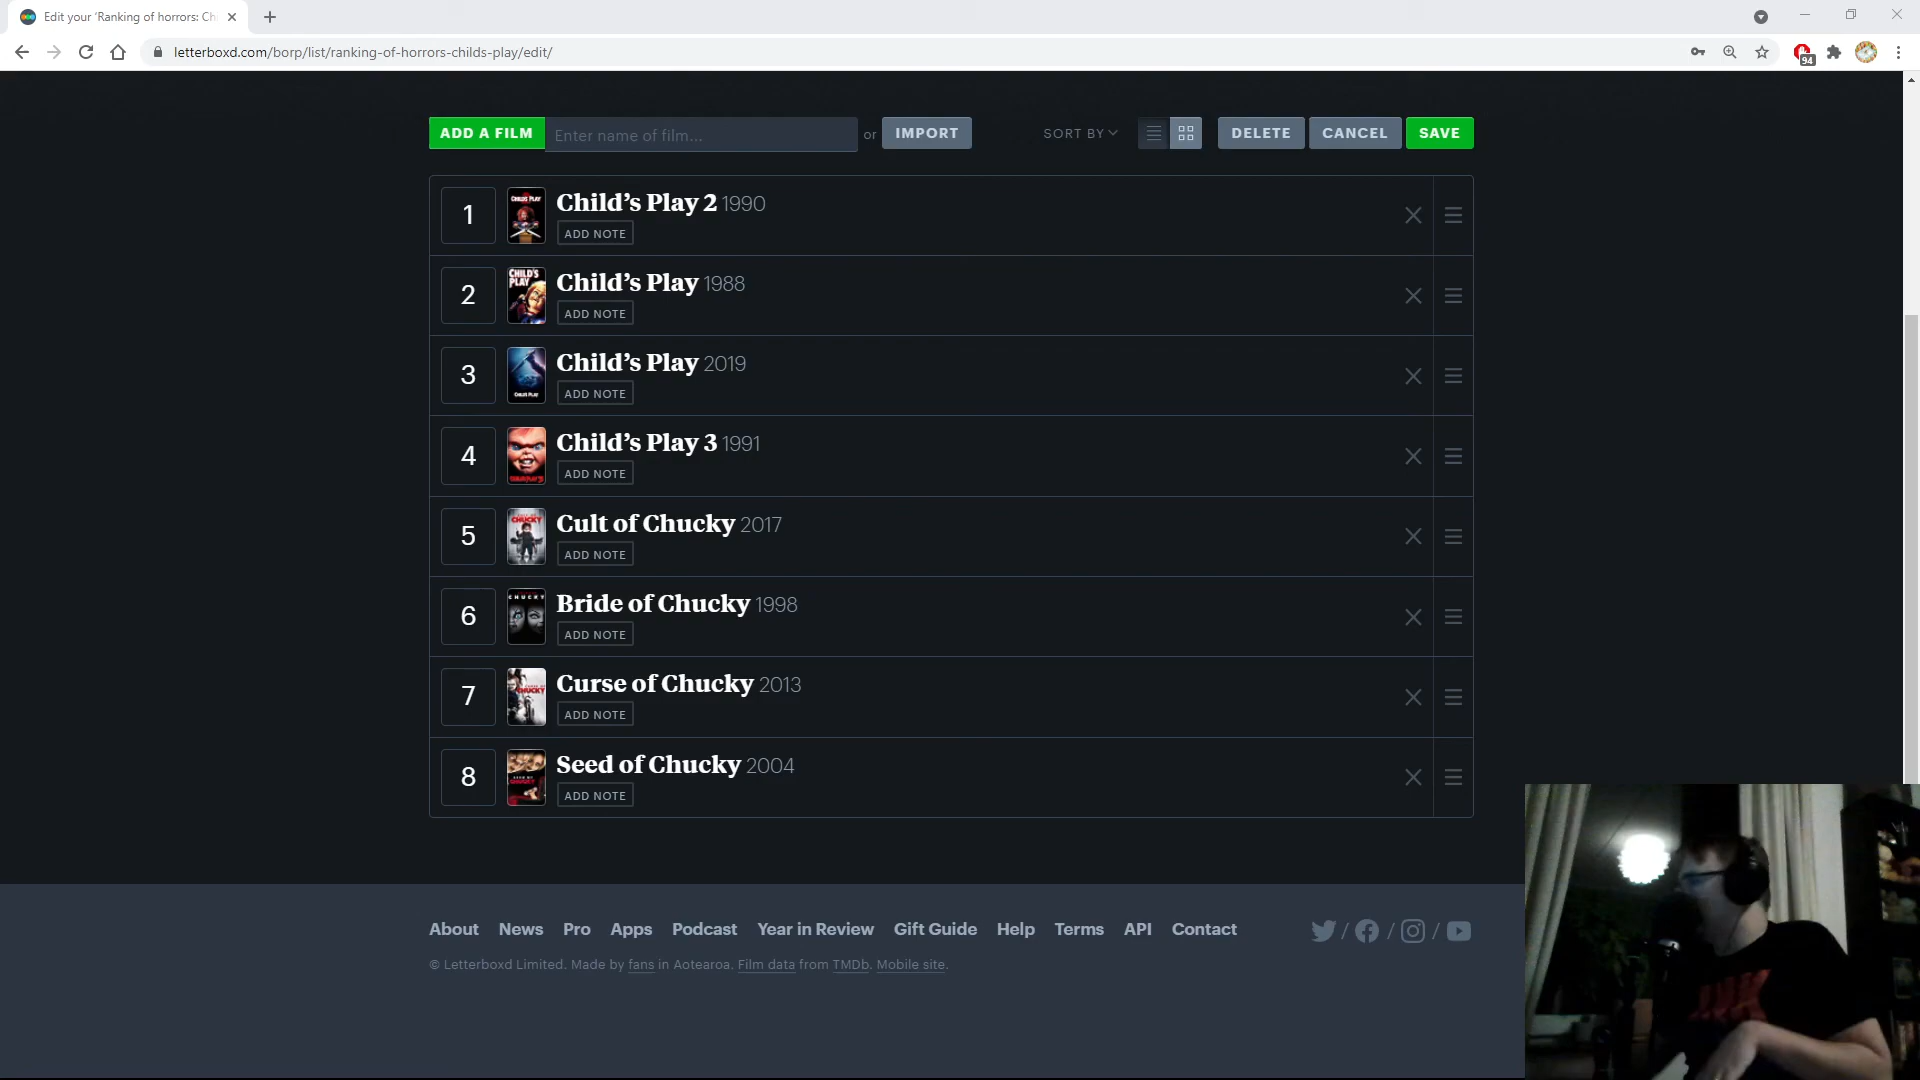 Edit your 'Ranking of horrors: Ch
letterboxd.com/borp/list/ranking-of-horrors-childs-play/edit/
94
ADD A FILM Enter name of film... or IMPORT SORT BY DELETE CANCEL SAVE
1 Child's Play 2 1990
ADD NOTE
2 Child's Play 1988
ADD NOTE
3 Child's Play 2019
ADD NOTE
4 Child's Play 3 1991
ADD NOTE
5 Cult of Chucky 2017
ADD NOTE
6 Bride of Chucky 1998
ADD NOTE
7 Curse of Chucky 2013
ADD NOTE
8 Seed of Chucky 2004
ADD NOTE
About News Pro Apps Podcast Year in Review Gift Guide Help Terms API Contact
© Letterboxd Limited. Made by fans in Aotearoa. Film data from TMDb. Mobile site.